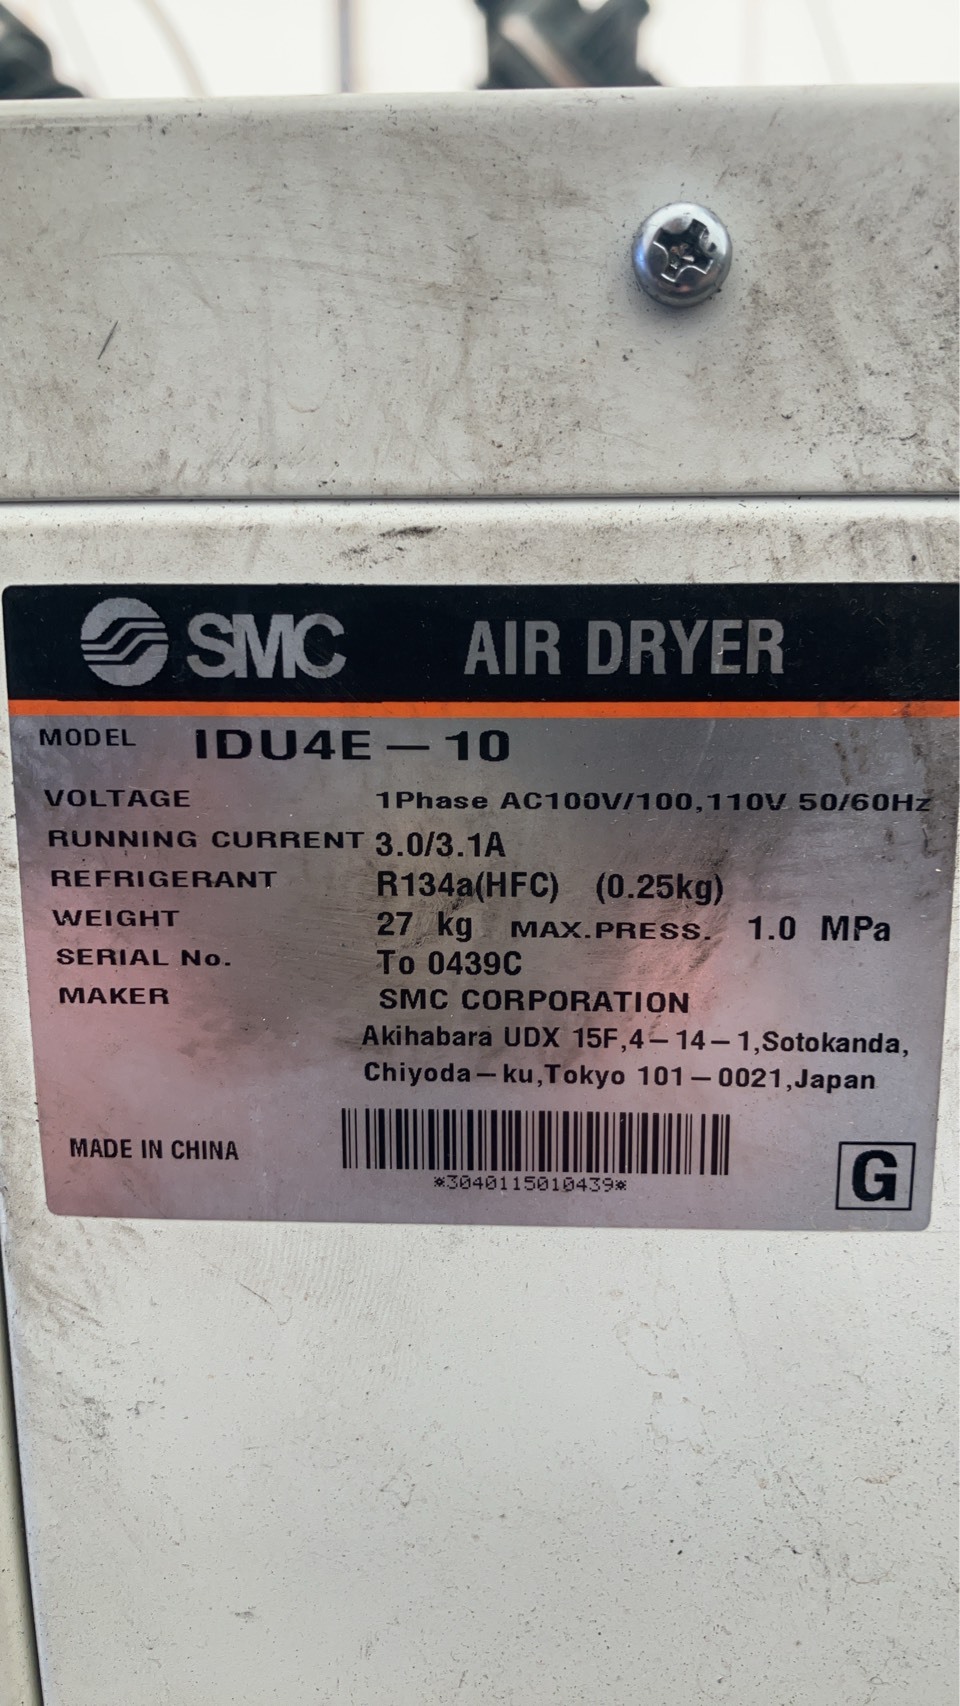 SMC AIR DRYER
MODEL IDU4E－10
VOLTAGE 1Phase AC100V/100,110V 50/60Hz
RUNNING CURRENT 3.0/3.1A
REFRIGERANT R134a(HFC) (0.25kg)
WEIGHT 27 kg MAX.PRESS. 1.0 MPa
SERIAL No. To 0439C
MAKER SMC CORPORATION
Akihabara UDX 15F,4－14－1,Sotokanda,
Chiyoda－ku,Tokyo 101－0021,Japan
MADE IN CHINA
*3040115010439*
G